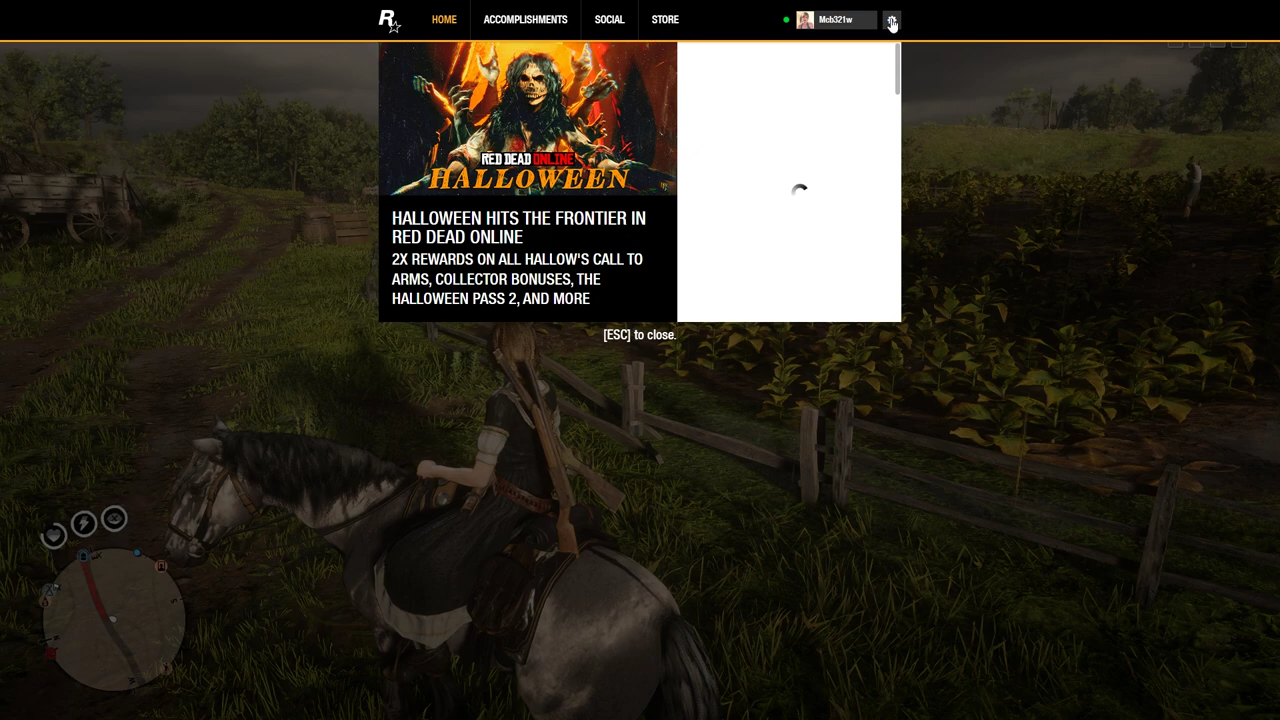 HOME
ACCOMPLISHMENTS
SOCIAL
STORE
Mcb321w
RED DEAD ONLINE
HALLOWEEN
HALLOWEEN HITS THE FRONTIER IN
RED DEAD ONLINE
2X REWARDS ON ALL HALLOW'S CALL TO
ARMS, COLLECTOR BONUSES, THE
HALLOWEEN PASS 2, AND MORE
[ESC] to close.